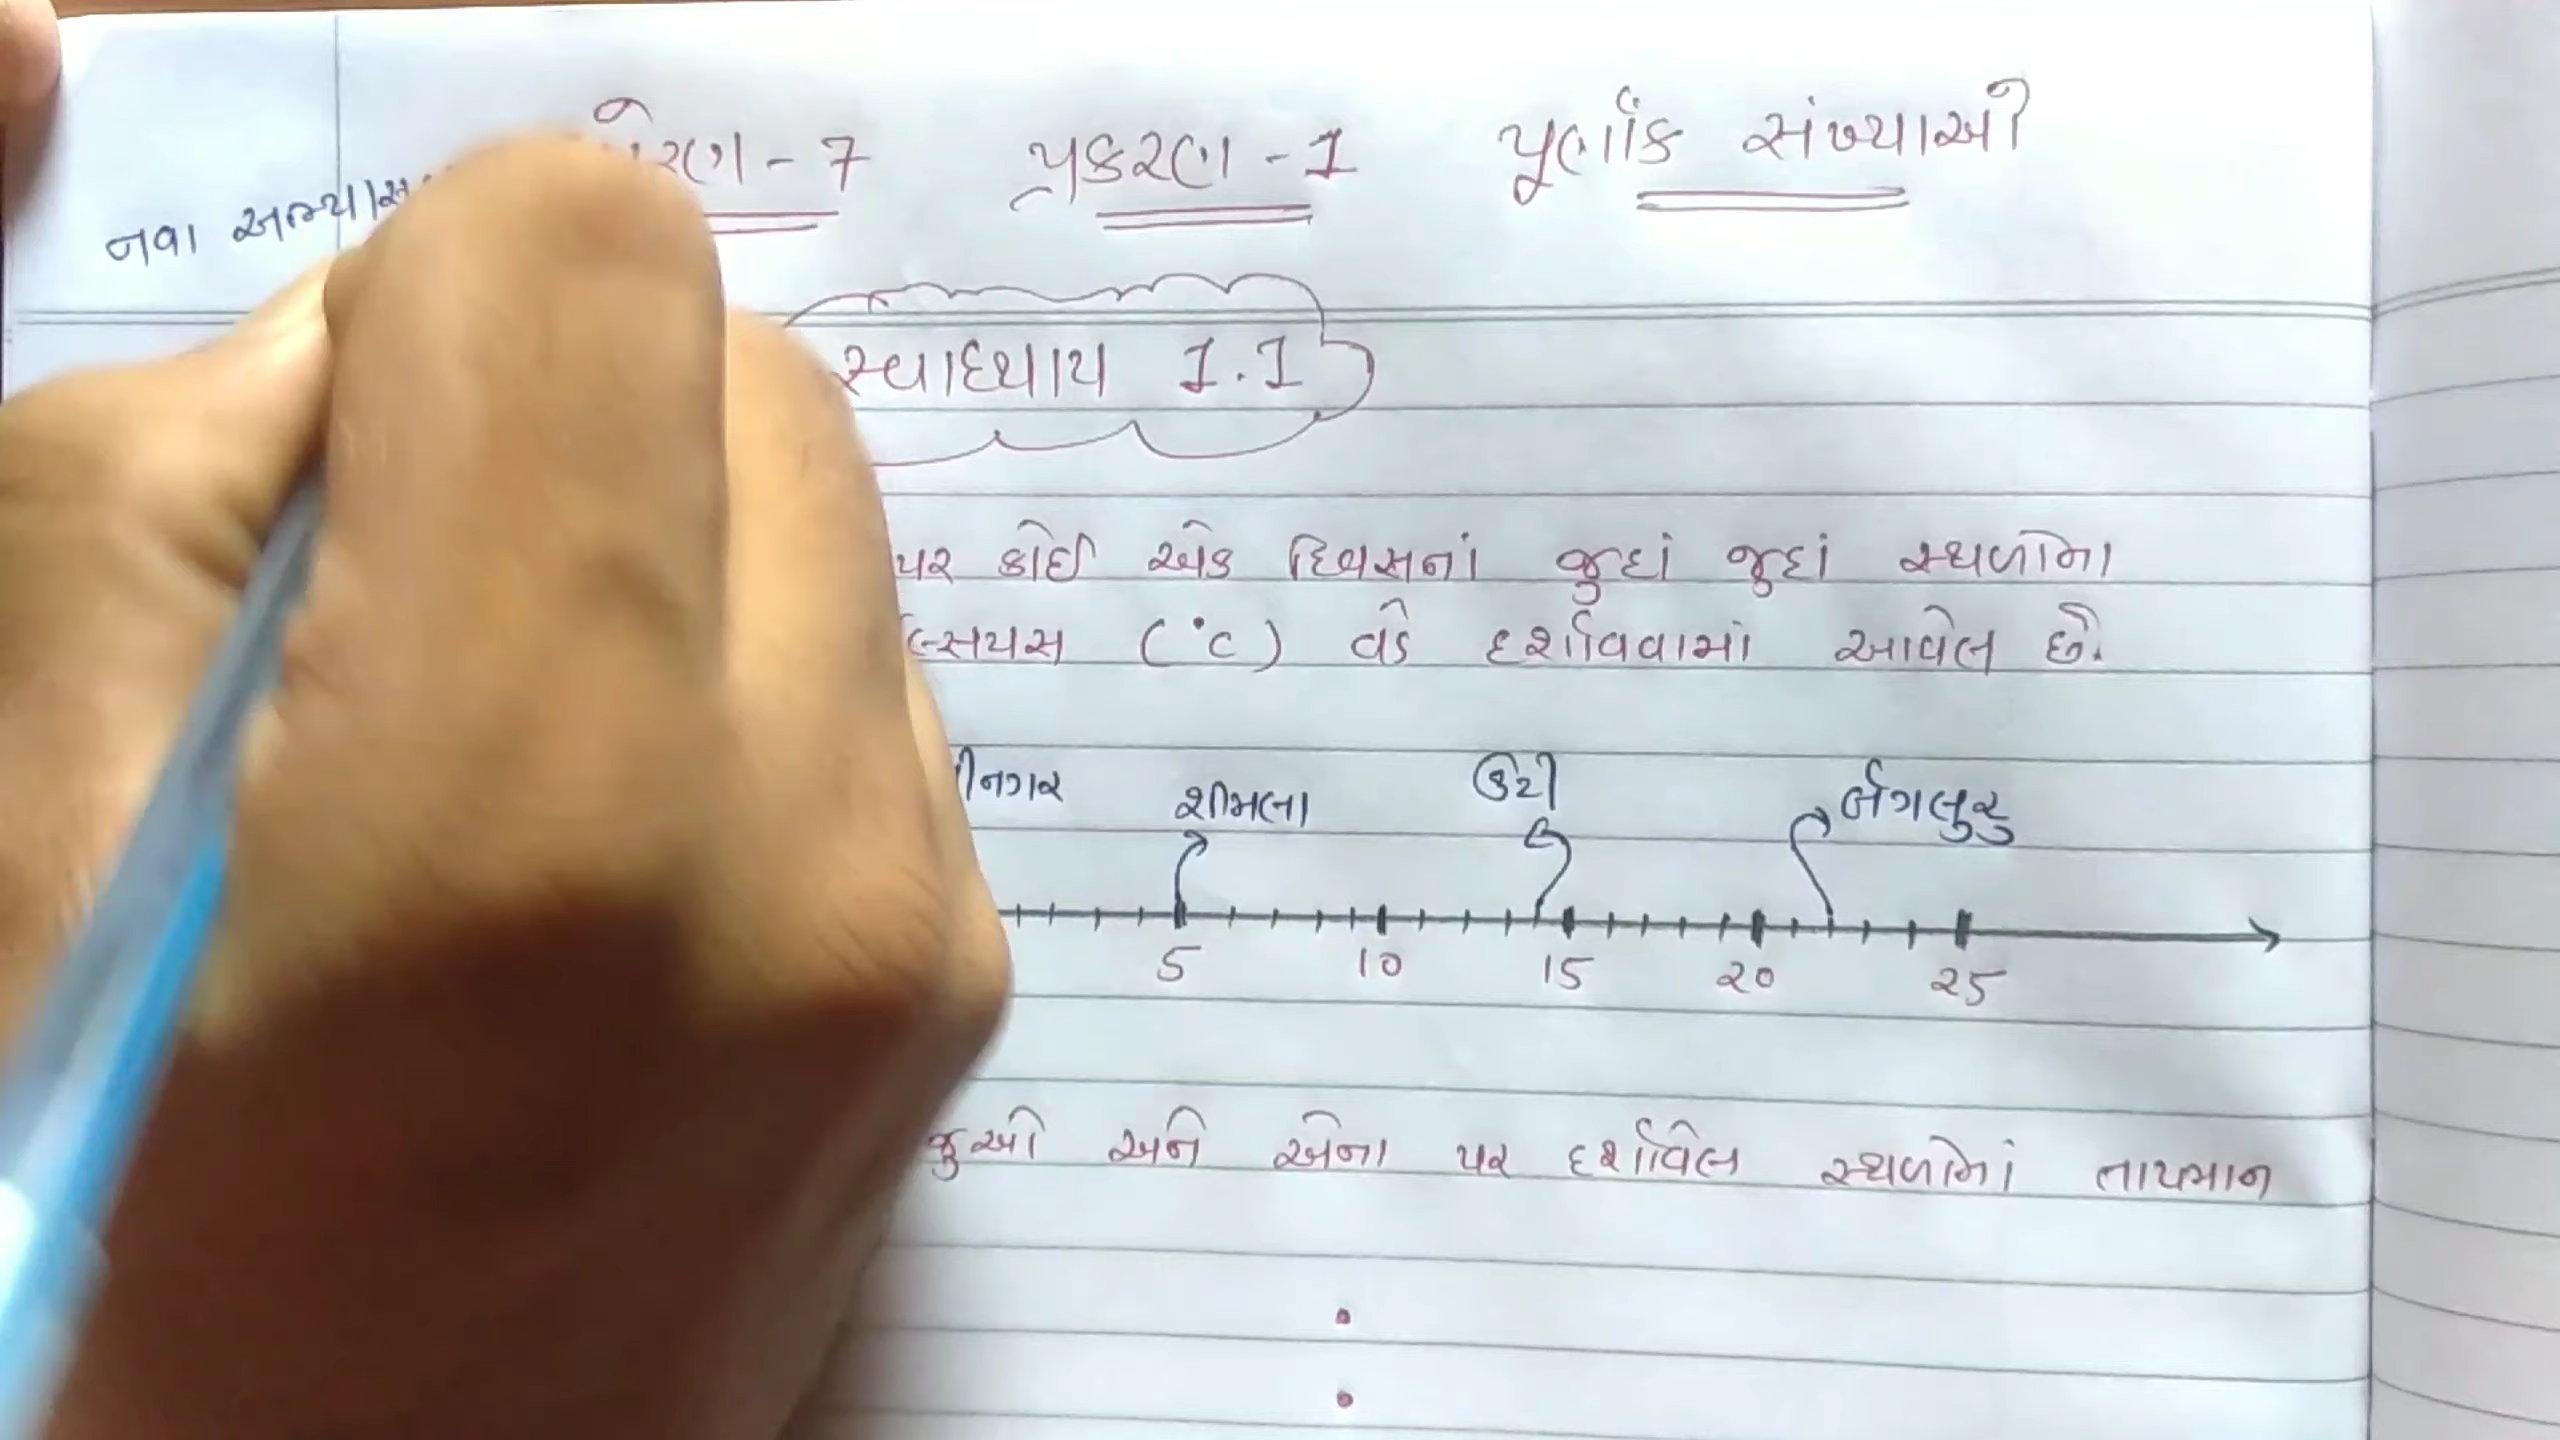 ધોરણ - 7 પ્રકરણ - 1 પૂર્ણાંક સંખ્યાઓ
નવા અભ્યાસ
સ્વાધ્યાય 1.1
પર કોઈ એક દિવસનાં જુદાં જુદાં સ્થળોના
લ્સિયસ (°c) વડે દર્શાવવામાં આવેલ છે.
ીનગર શીમલા ઉટી બેંગલુરુ
5 10 15 20 25
જુઓ અને એના પર દર્શાવેલ સ્થળોનાં તાપમાન